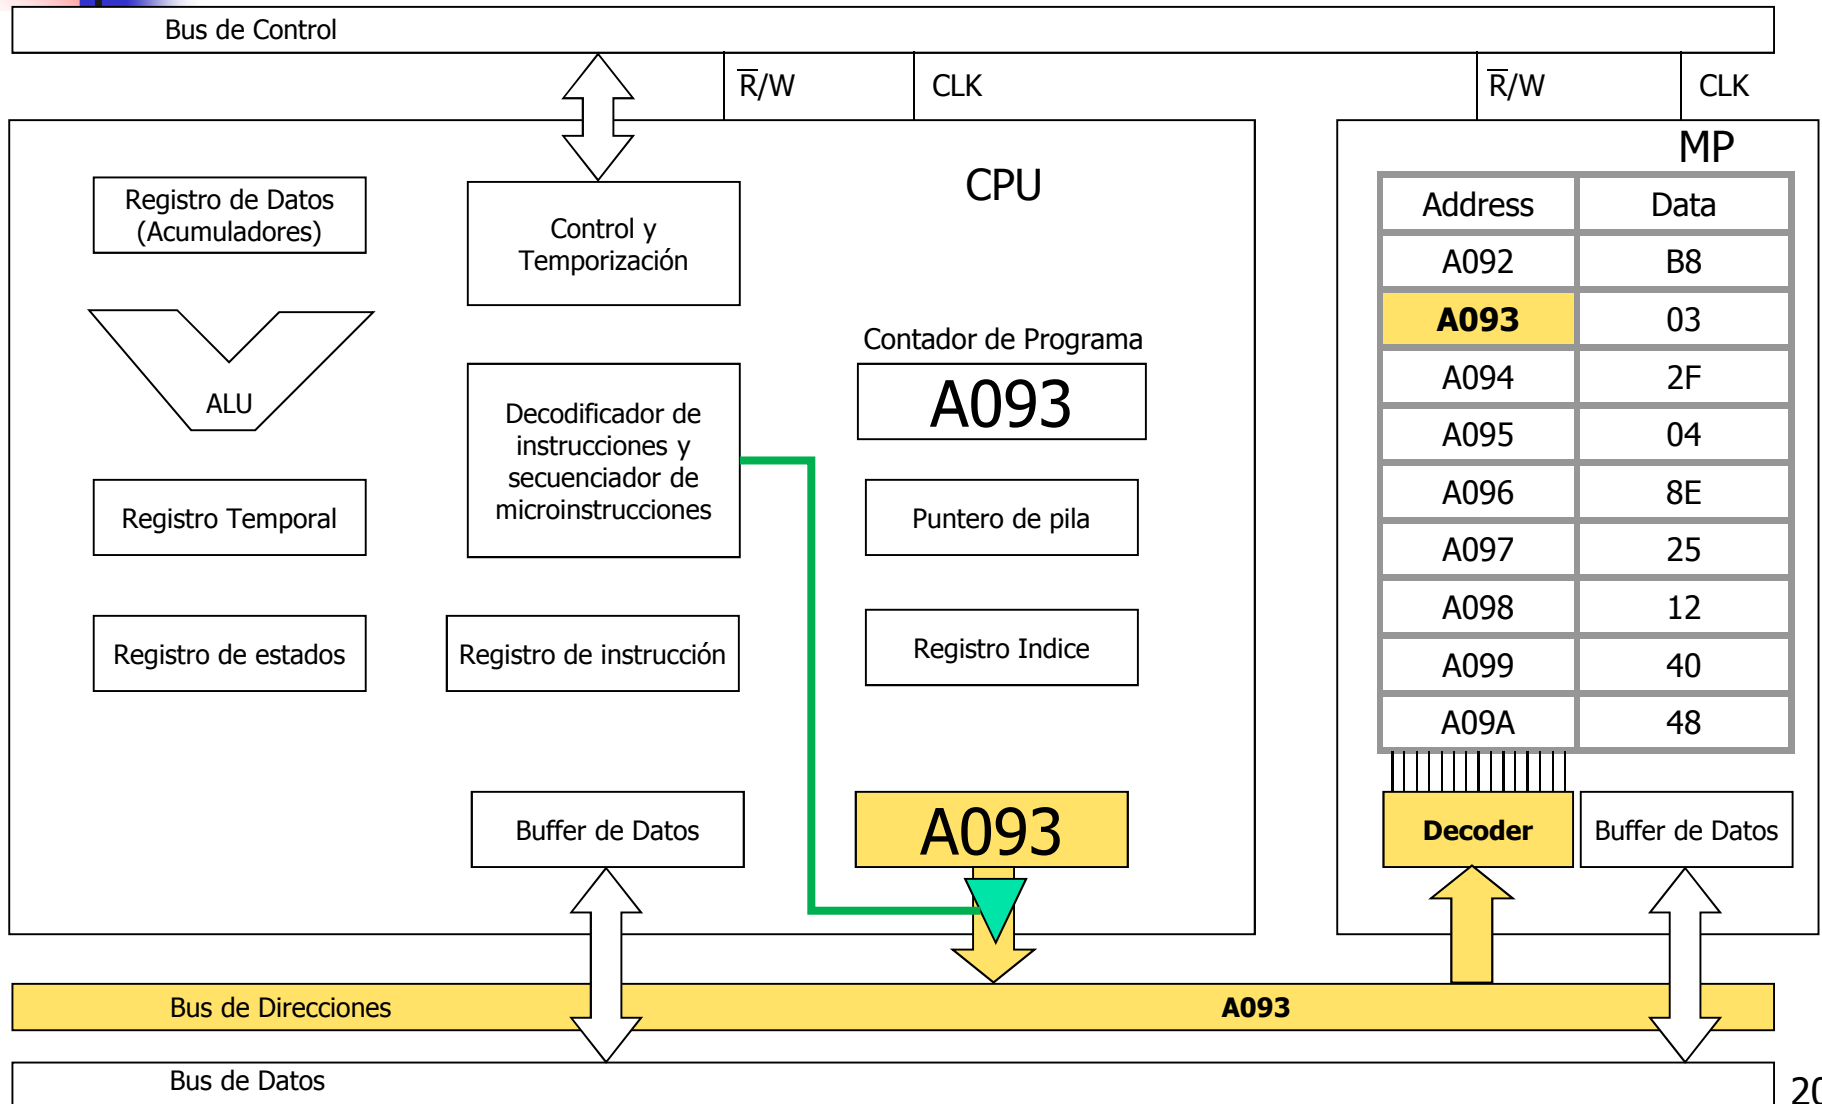 Bus de Control
R̅/W
CLK
R̅/W
CLK
CPU
MP
Registro de Datos
(Acumuladores)
Control y
Temporización
ALU
Decodificador de
instrucciones y
secuenciador de
microinstrucciones
Contador de Programa
A093
Registro Temporal
Puntero de pila
Registro de estados
Registro de instrucción
Registro Indice
Buffer de Datos
A093
Address Data
A092 B8
A093 03
A094 2F
A095 04
A096 8E
A097 25
A098 12
A099 40
A09A 48
Decoder
Buffer de Datos
Bus de Direcciones
A093
Bus de Datos